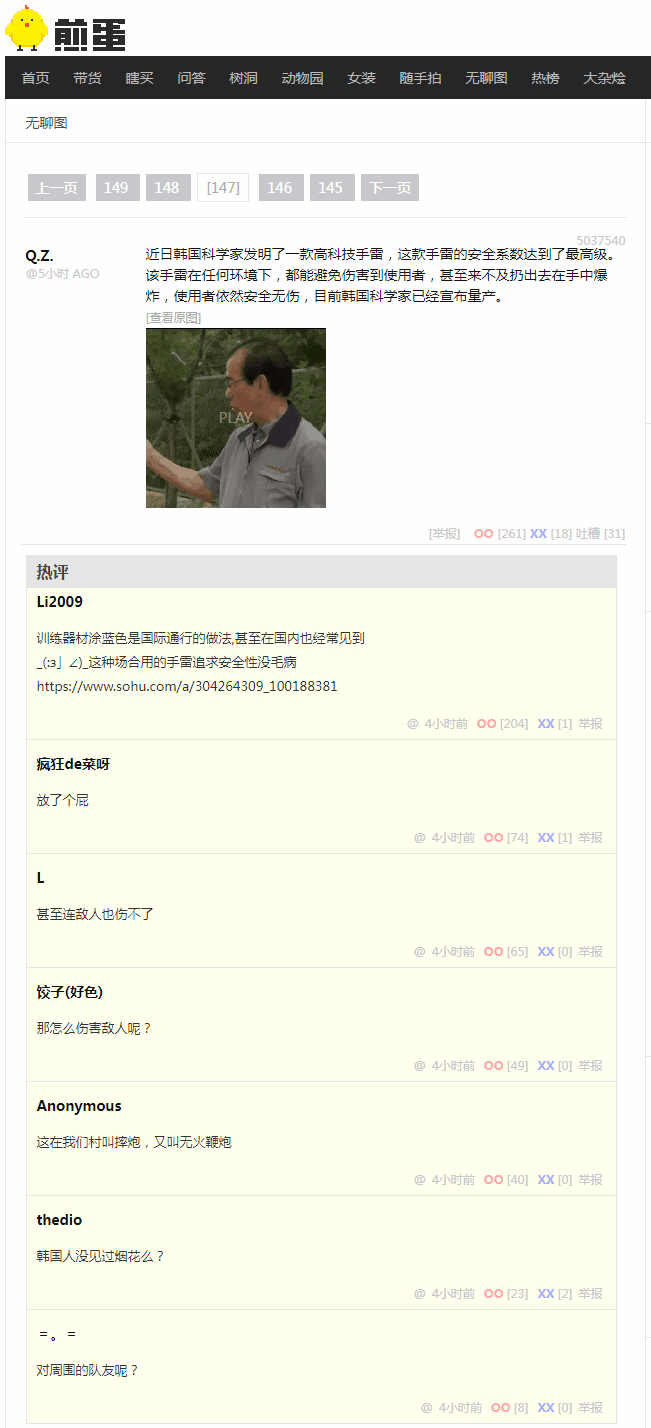 煎蛋
首页 带货 瞎买 问答 树洞 动物园 女装 随手拍 无聊图 热榜 大杂烩
无聊图
上一页 149 148 [147] 146 145 下一页
5037540
Q.Z.
@5小时 AGO
近日韩国科学家发明了一款高科技手雷，这款手雷的安全系数达到了最高级。
该手雷在任何环境下，都能避免伤害到使用者，甚至来不及扔出去在手中爆
炸，使用者依然安全无伤，目前韩国科学家已经宣布量产。
[查看原图]
PLAY
[举报] OO [261] XX [18] 吐槽 [31]
热评
Li2009
训练器材涂蓝色是国际通行的做法,甚至在国内也经常见到
_(:з」∠)_这种场合用的手雷追求安全性没毛病
https://www.sohu.com/a/304264309_100188381
@ 4小时前 OO [204] XX [1] 举报
疯狂de菜呀
放了个屁
@ 4小时前 OO [74] XX [1] 举报
L
甚至连敌人也伤不了
@ 4小时前 OO [65] XX [0] 举报
饺子(好色)
那怎么伤害敌人呢？
@ 4小时前 OO [49] XX [0] 举报
Anonymous
这在我们村叫摔炮，又叫无火鞭炮
@ 4小时前 OO [40] XX [0] 举报
thedio
韩国人没见过烟花么？
@ 4小时前 OO [23] XX [2] 举报
＝。＝
对周围的队友呢？
@ 4小时前 OO [8] XX [0] 举报